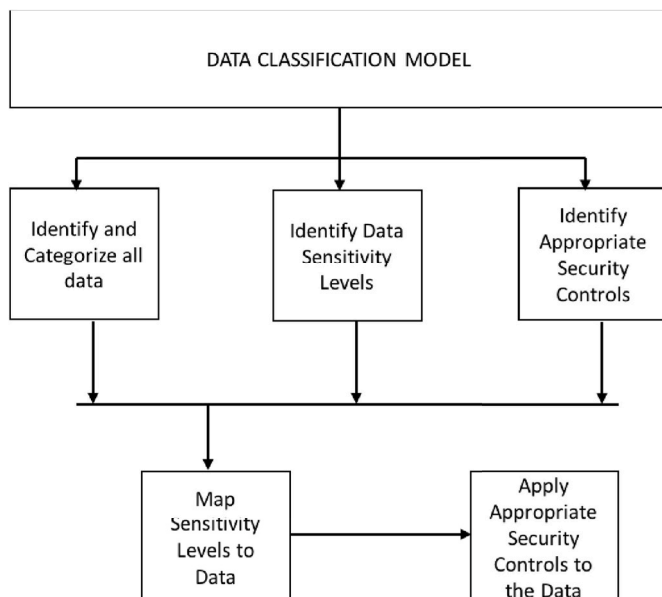 DATA CLASSIFICATION MODEL
Identify and
Categorize all
data
Identify Data
Sensitivity
Levels
Identify
Appropriate
Security
Controls
Map
Sensitivity
Levels to
Data
Apply
Appropriate
Security
Controls to
the Data